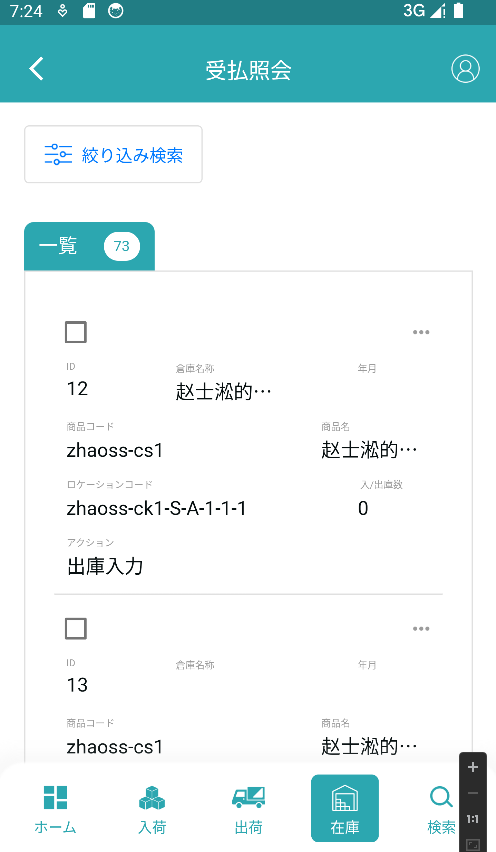 7:24
3G
受払照会
絞り込み検索
一覧 73
ID 倉庫名称 年月
12 赵士淞的…
商品コード 商品名
zhaoss-cs1 赵士淞的…
ロケーションコード 入/出庫数
zhaoss-ck1-S-A-1-1-1 0
アクション
出庫入力
ID 倉庫名称 年月
13
商品コード 商品名
zhaoss-cs1 赵士淞的…
ホーム 入荷 出荷 在庫 検索
1:1